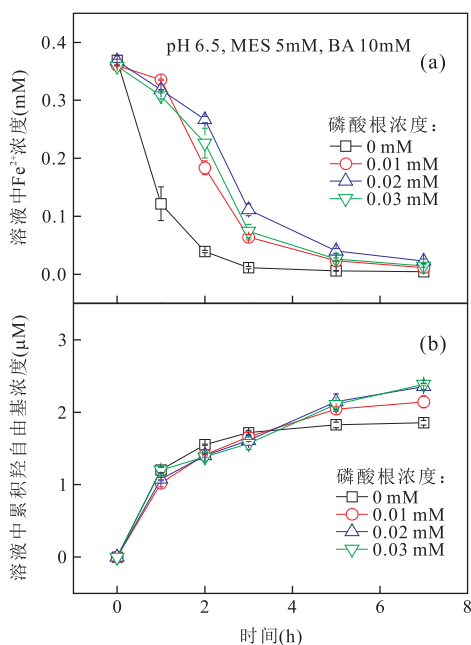 pH 6.5, MES 5mM, BA 10mM
(a)
磷酸根浓度：
0 mM
0.01 mM
0.02 mM
0.03 mM
溶液中Fe²⁺浓度(mM)
0.4
0.3
0.2
0.1
0.0
(b)
磷酸根浓度：
0 mM
0.01 mM
0.02 mM
0.03 mM
溶液中累积羟自由基浓度(μM)
3
2
1
0
0 2 4 6 8
时间(h)